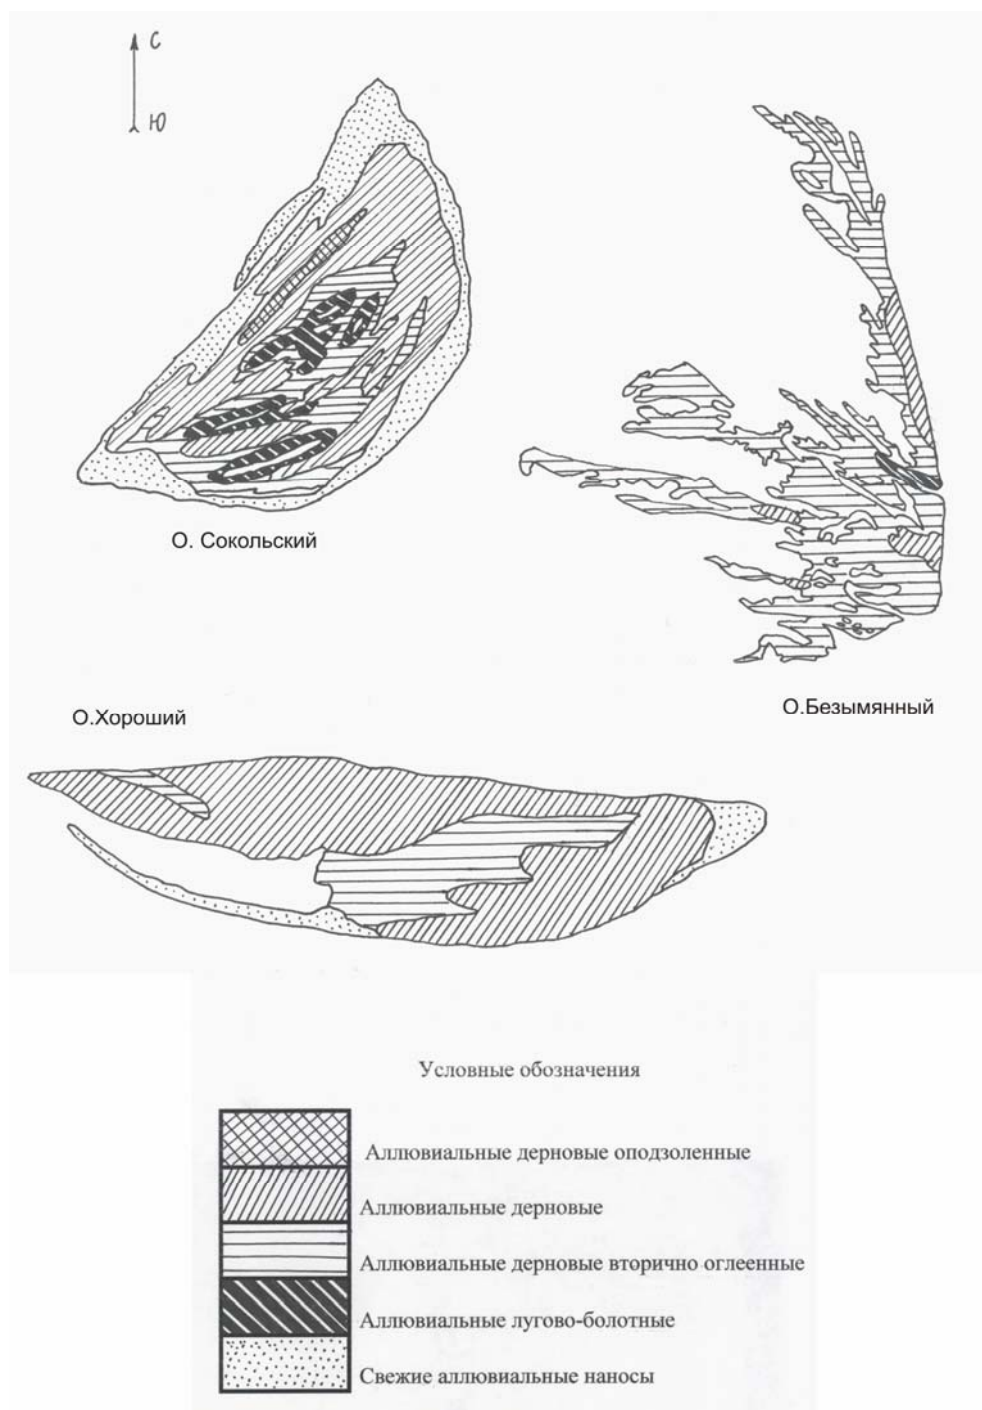 С
Ю
О. Сокольский
О.Безымянный
О.Хороший
Условные обозначения
Аллювиальные дерновые оподзоленные
Аллювиальные дерновые
Аллювиальные дерновые вторично оглеенные
Аллювиальные лугово-болотные
Свежие аллювиальные наносы